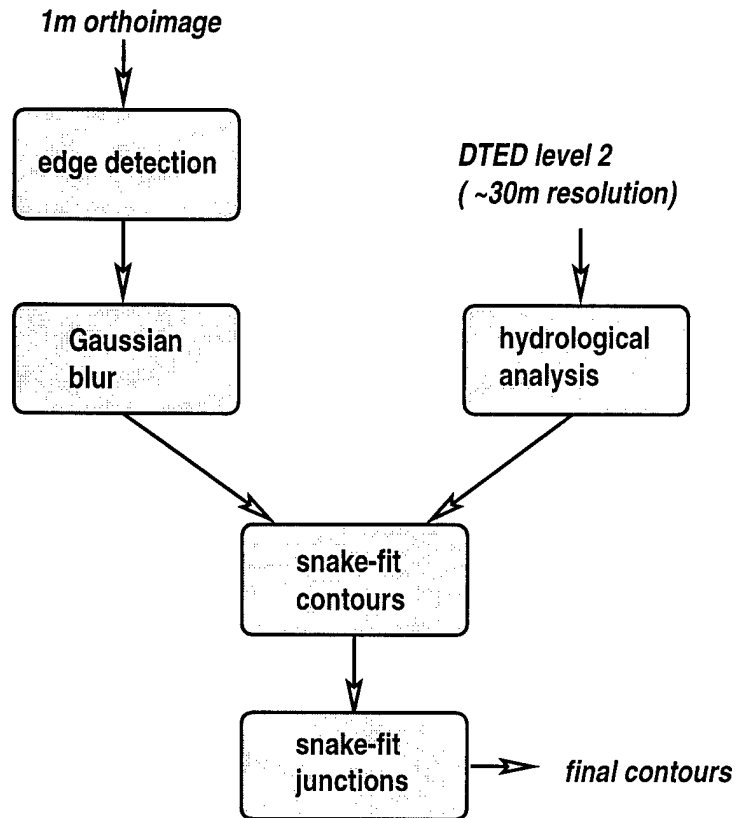 1m orthoimage
edge detection
DTED level 2
( ~30m resolution)
Gaussian
blur
hydrological
analysis
snake-fit
contours
snake-fit
junctions
final contours